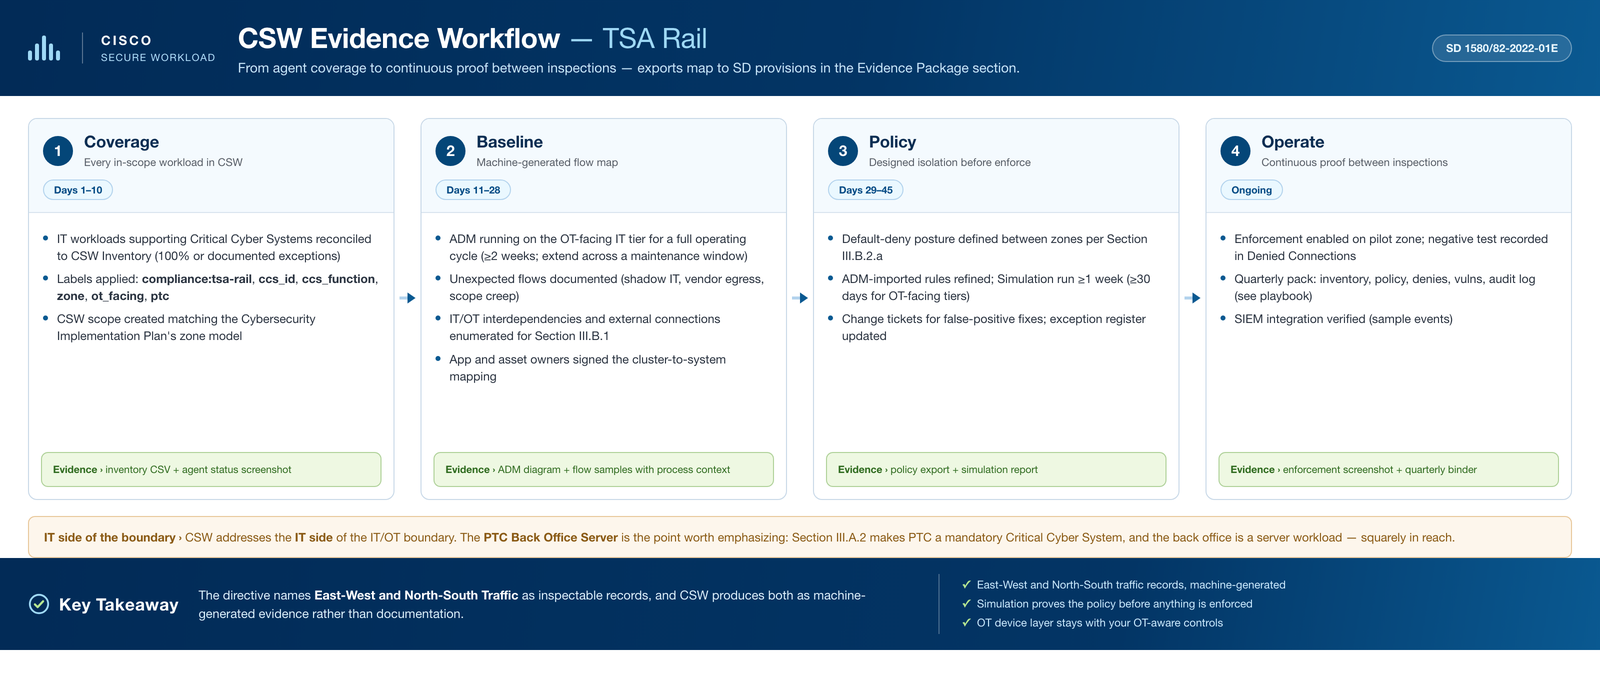 CISCO
SECURE WORKLOAD
CSW Evidence Workflow — TSA Rail
From agent coverage to continuous proof between inspections — exports map to SD provisions in the Evidence Package section.
SD 1580/82-2022-01E
1
Coverage
Every in-scope workload in CSW
Days 1–10
• IT workloads supporting Critical Cyber Systems reconciled
to CSW Inventory (100% or documented exceptions)
• Labels applied: compliance:tsa-rail, ccs_id, ccs_function,
zone, ot_facing, ptc
• CSW scope created matching the Cybersecurity
Implementation Plan's zone model
Evidence › inventory CSV + agent status screenshot
2
Baseline
Machine-generated flow map
Days 11–28
• ADM running on the OT-facing IT tier for a full operating
cycle (≥2 weeks; extend across a maintenance window)
• Unexpected flows documented (shadow IT, vendor egress,
scope creep)
• IT/OT interdependencies and external connections
enumerated for Section III.B.1
• App and asset owners signed the cluster-to-system
mapping
Evidence › ADM diagram + flow samples with process context
3
Policy
Designed isolation before enforce
Days 29–45
• Default-deny posture defined between zones per Section
III.B.2.a
• ADM-imported rules refined; Simulation run ≥1 week (≥30
days for OT-facing tiers)
• Change tickets for false-positive fixes; exception register
updated
Evidence › policy export + simulation report
4
Operate
Continuous proof between inspections
Ongoing
• Enforcement enabled on pilot zone; negative test recorded
in Denied Connections
• Quarterly pack: inventory, policy, denies, vulns, audit log
(see playbook)
• SIEM integration verified (sample events)
Evidence › enforcement screenshot + quarterly binder
IT side of the boundary › CSW addresses the IT side of the IT/OT boundary. The PTC Back Office Server is the point worth emphasizing: Section III.A.2 makes PTC a mandatory Critical Cyber System, and the back office is a server workload — squarely in reach.
Key Takeaway
The directive names East-West and North-South Traffic as inspectable records, and CSW produces both as machine-
generated evidence rather than documentation.
✓ East-West and North-South traffic records, machine-generated
✓ Simulation proves the policy before anything is enforced
✓ OT device layer stays with your OT-aware controls